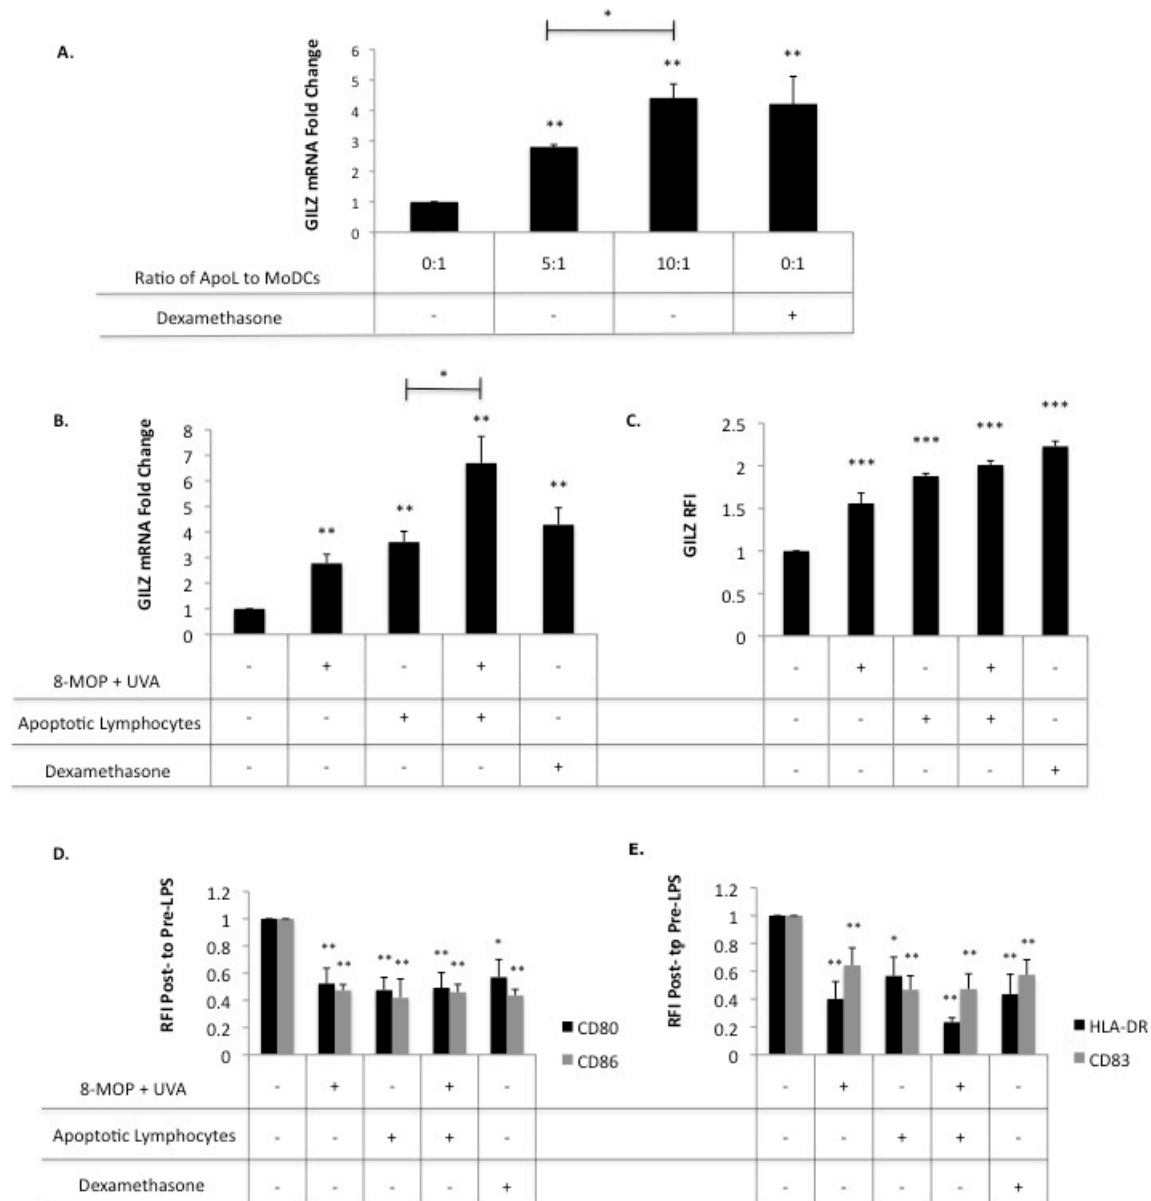 *
A.
GILZ mRNA Fold Change
6
5
4
3
2
1
0
** ** **
Ratio of ApoL to MoDCs 0:1 5:1 10:1 0:1
Dexamethasone - - - +
*
B.
GILZ mRNA Fold Change
8
7
6
5
4
3
2
1
0
** ** ** **
8-MOP + UVA - + - + -
Apoptotic Lymphocytes - - + + -
Dexamethasone - - - - +
C.
GILZ RFI
2.5
2
1.5
1
0.5
0
*** *** *** ***
- + - + -
- - + + -
- - - - +
D.
RFI Post- to Pre-LPS
1.2
1
0.8
0.6
0.4
0.2
0
** ** ** ** ** ** * **
CD80
CD86
8-MOP + UVA - + - + -
Apoptotic Lymphocytes - - + + -
Dexamethasone - - - - +
E.
RFI Post- to Pre-LPS
1.2
1
0.8
0.6
0.4
0.2
0
** ** * ** ** ** ** **
HLA-DR
CD83
- + - + -
- - + + -
- - - - +